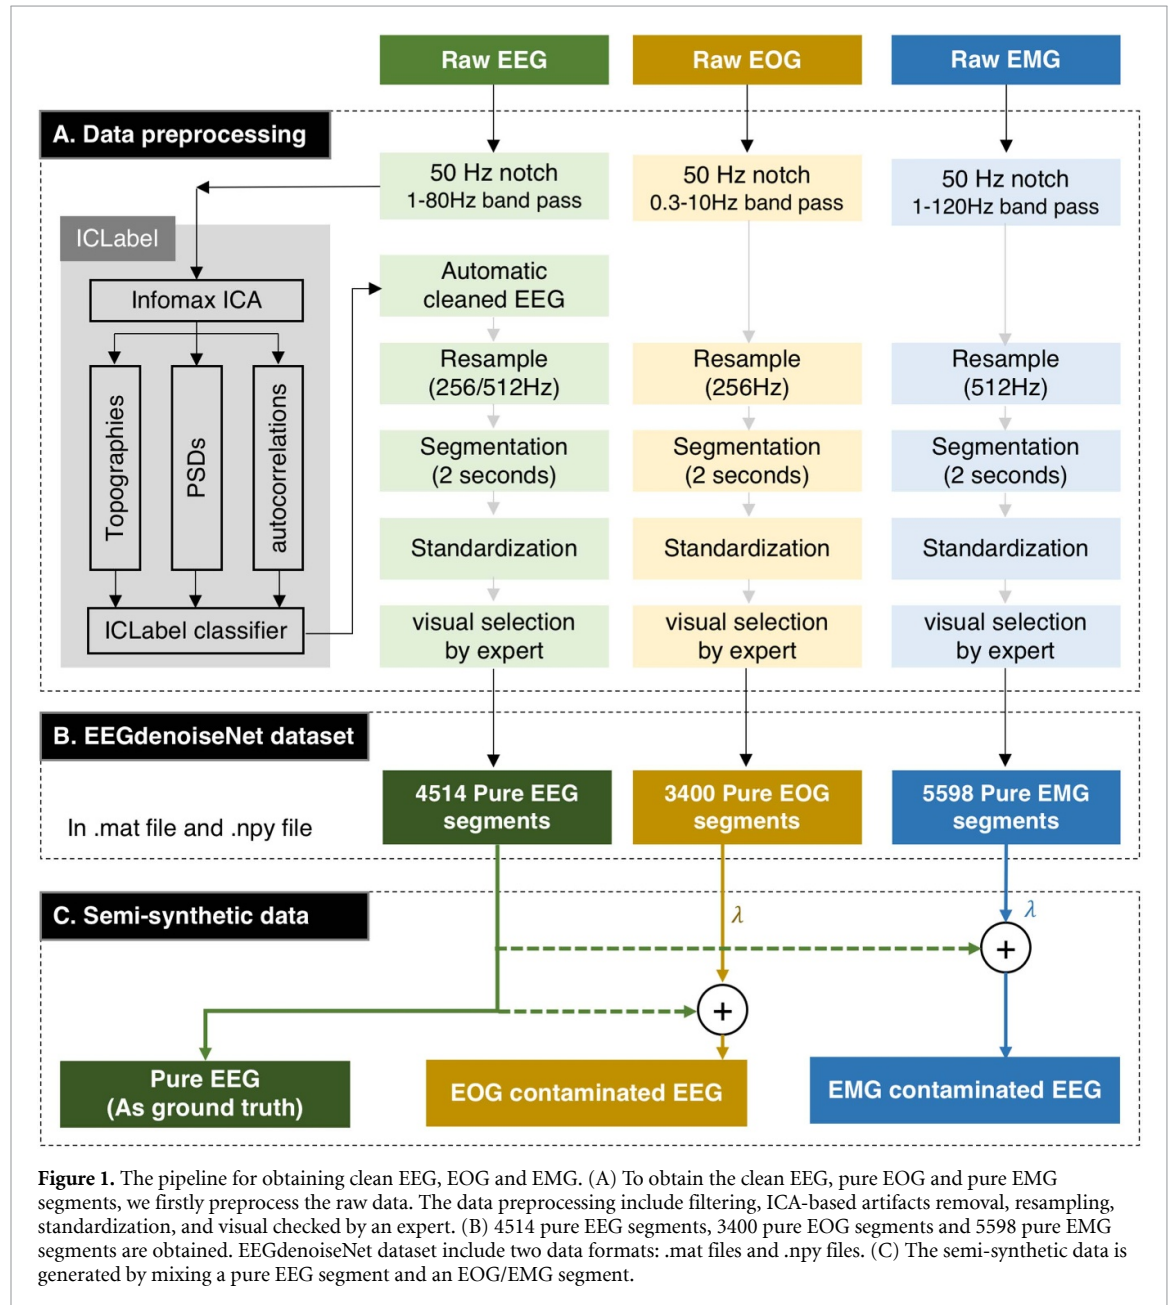 Raw EEG
Raw EOG
Raw EMG
A. Data preprocessing
50 Hz notch
1-80Hz band pass
50 Hz notch
0.3-10Hz band pass
50 Hz notch
1-120Hz band pass
ICLabel
Infomax ICA
Topographies
PSDs
autocorrelations
ICLabel classifier
Automatic
cleaned EEG
Resample
(256/512Hz)
Resample
(256Hz)
Resample
(512Hz)
Segmentation
(2 seconds)
Segmentation
(2 seconds)
Segmentation
(2 seconds)
Standardization
Standardization
Standardization
visual selection
by expert
visual selection
by expert
visual selection
by expert
B. EEGdenoiseNet dataset
In .mat file and .npy file
4514 Pure EEG
segments
3400 Pure EOG
segments
5598 Pure EMG
segments
C. Semi-synthetic data
λ
λ
+
+
Pure EEG
(As ground truth)
EOG contaminated EEG
EMG contaminated EEG
Figure 1. The pipeline for obtaining clean EEG, EOG and EMG. (A) To obtain the clean EEG, pure EOG and pure EMG
segments, we firstly preprocess the raw data. The data preprocessing include filtering, ICA-based artifacts removal, resampling,
standardization, and visual checked by an expert. (B) 4514 pure EEG segments, 3400 pure EOG segments and 5598 pure EMG
segments are obtained. EEGdenoiseNet dataset include two data formats: .mat files and .npy files. (C) The semi-synthetic data is
generated by mixing a pure EEG segment and an EOG/EMG segment.